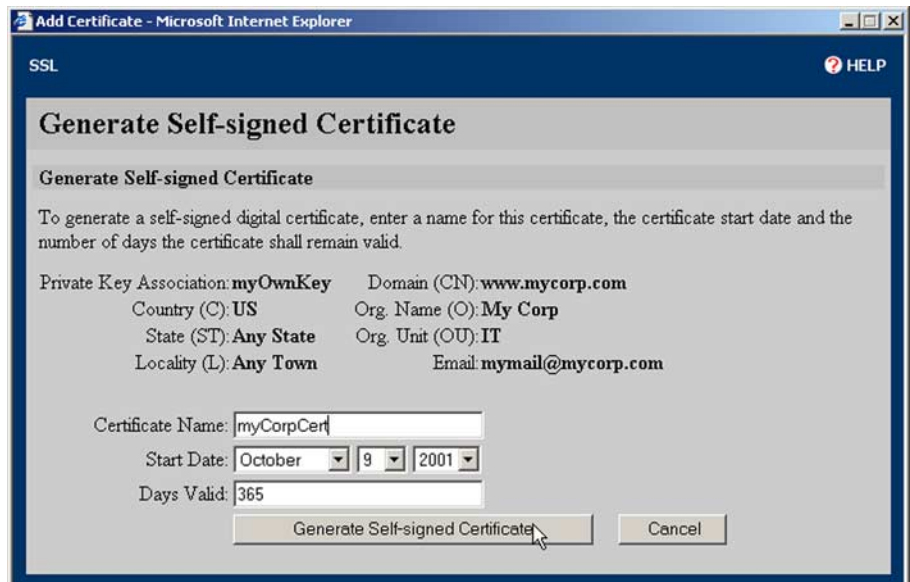 Add Certificate - Microsoft Internet Explorer
SSL
? HELP
Generate Self-signed Certificate
Generate Self-signed Certificate
To generate a self-signed digital certificate, enter a name for this certificate, the certificate start date and the
number of days the certificate shall remain valid.
Private Key Association: myOwnKey Domain (CN): www.mycorp.com
Country (C): US Org. Name (O): My Corp
State (ST): Any State Org. Unit (OU): IT
Locality (L): Any Town Email: mymail@mycorp.com
Certificate Name: myCorpCert
Start Date: October 9 2001
Days Valid: 365
Generate Self-signed Certificate Cancel